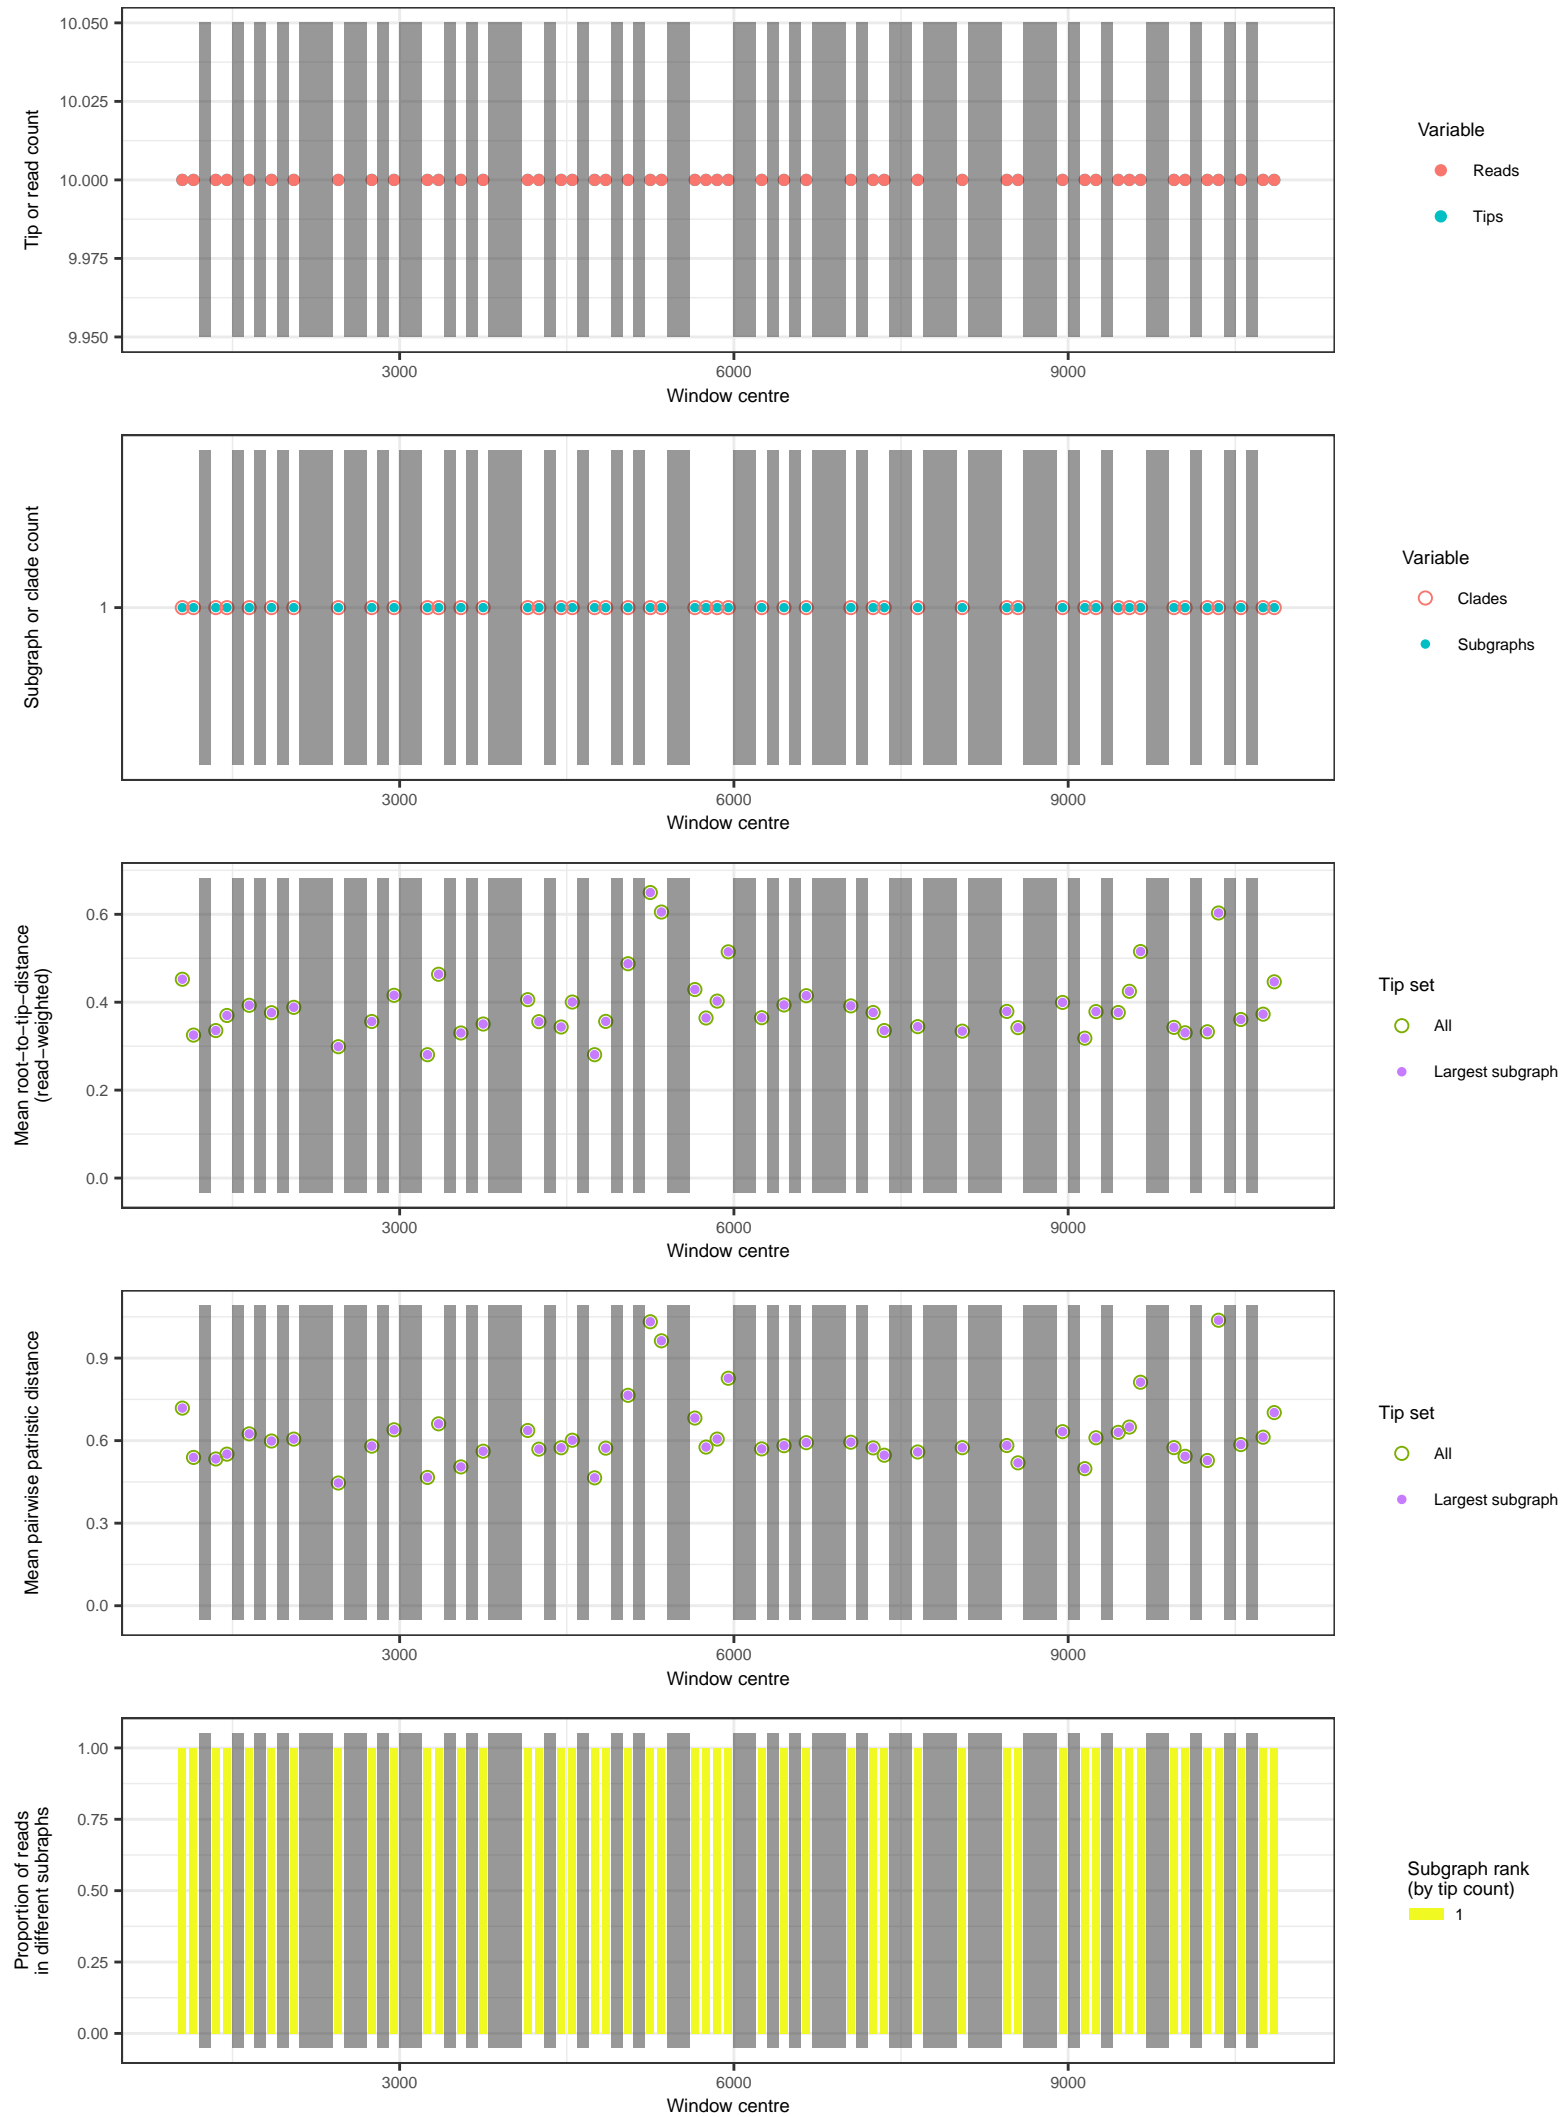 10.050
10.025
10.000
9.975
9.950
Tip or read count
3000
6000
9000
Window centre
Variable
Reads
Tips
1
Subgraph or clade count
3000
6000
9000
Window centre
Variable
Clades
Subgraphs
0.6
0.4
0.2
0.0
Mean root−to−tip−distance
(read−weighted)
3000
6000
9000
Window centre
Tip set
All
Largest subgraph
0.9
0.6
0.3
0.0
Mean pairwise patristic distance
3000
6000
9000
Window centre
Tip set
All
Largest subgraph
1.00
0.75
0.50
0.25
0.00
Proportion of reads
in different subraphs
3000
6000
9000
Window centre
Subgraph rank
(by tip count)
1